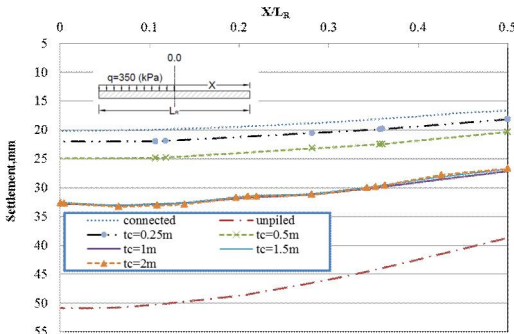 X/LR
0 0.1 0.2 0.3 0.4 0.5
5
10
15
20
25
30
35
40
45
50
55
Settlement,mm
0.0
q=350 (kPa)
X
LR
connected unpiled
tc=0.25m tc=0.5m
tc=1m tc=1.5m
tc=2m